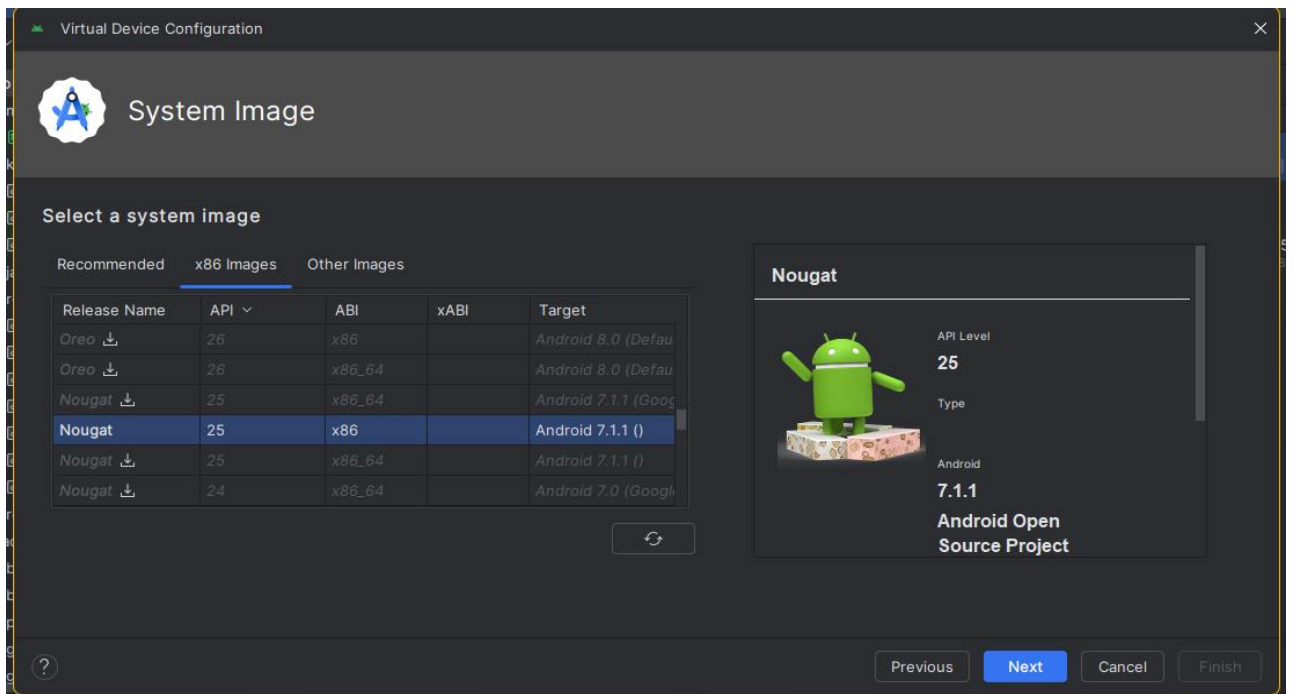 Virtual Device Configuration
System Image
Select a system image
Recommended x86 Images Other Images
Release Name API ABI xABI Target
Oreo 26 x86 Android 8.0 (Defau
Oreo 26 x86_64 Android 8.0 (Defau
Nougat 25 x86_64 Android 7.1.1 (Goog
Nougat 25 x86 Android 7.1.1 ()
Nougat 25 x86_64 Android 7.1.1 ()
Nougat 24 x86_64 Android 7.0 (Google
Nougat
API Level
25
Type
Android
7.1.1
Android Open
Source Project
? Previous Next Cancel Finish